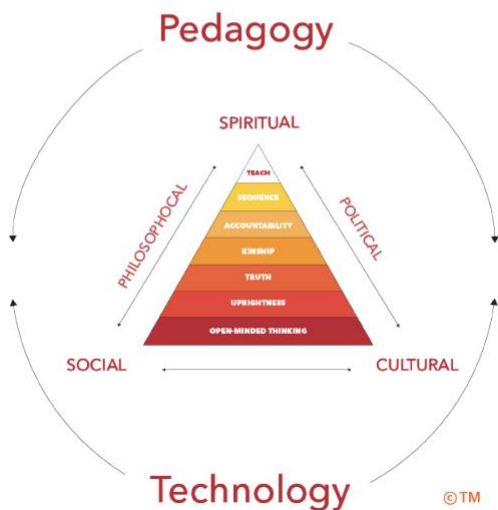 Pedagogy
SPIRITUAL
PHILOSOPHOCAL
POLITICAL
TEACH
SEQUENCE
ACCOUNTABILITY
KINSHIP
TRUTH
UPRIGHTNESS
OPEN-MINDED THINKING
SOCIAL
CULTURAL
Technology
©TM